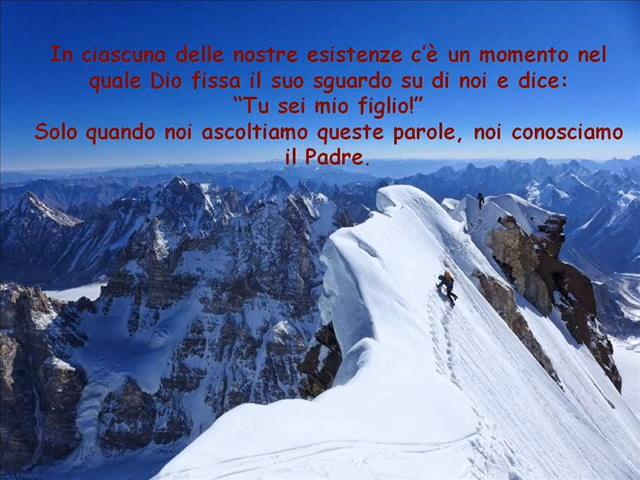 In ciascuna delle nostre esistenze c’è un momento nel
quale Dio fissa il suo sguardo su di noi e dice:
“Tu sei mio figlio!”
Solo quando noi ascoltiamo queste parole, noi conosciamo
il Padre.